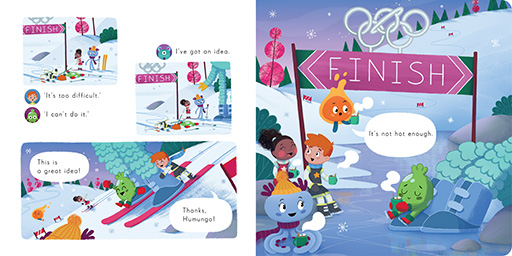 FINISH
I've got an idea.
FINISH
'It's too difficult.'
'I can't do it.'
This is
a great idea!
Thanks,
Humunga!
FINISH
It's not hot enough.